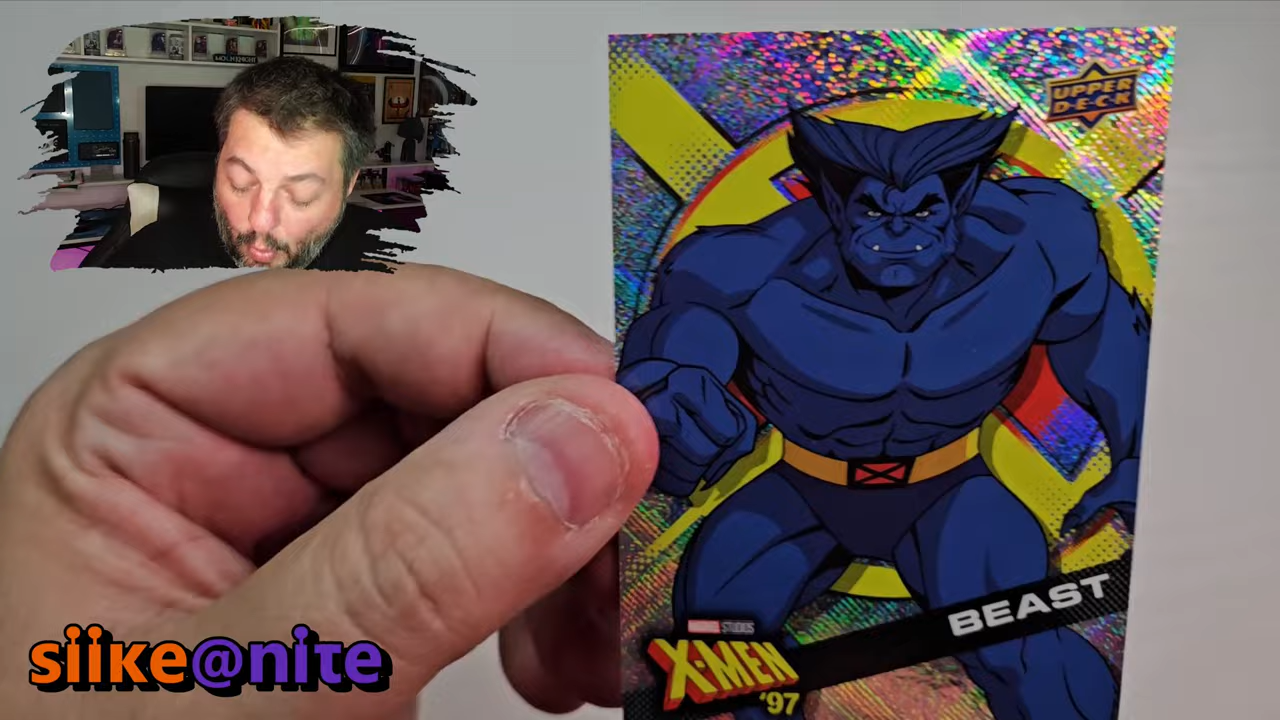 UPPER
DECK
BEAST
MARVEL STUDIOS
X-MEN
'97
siike@nite